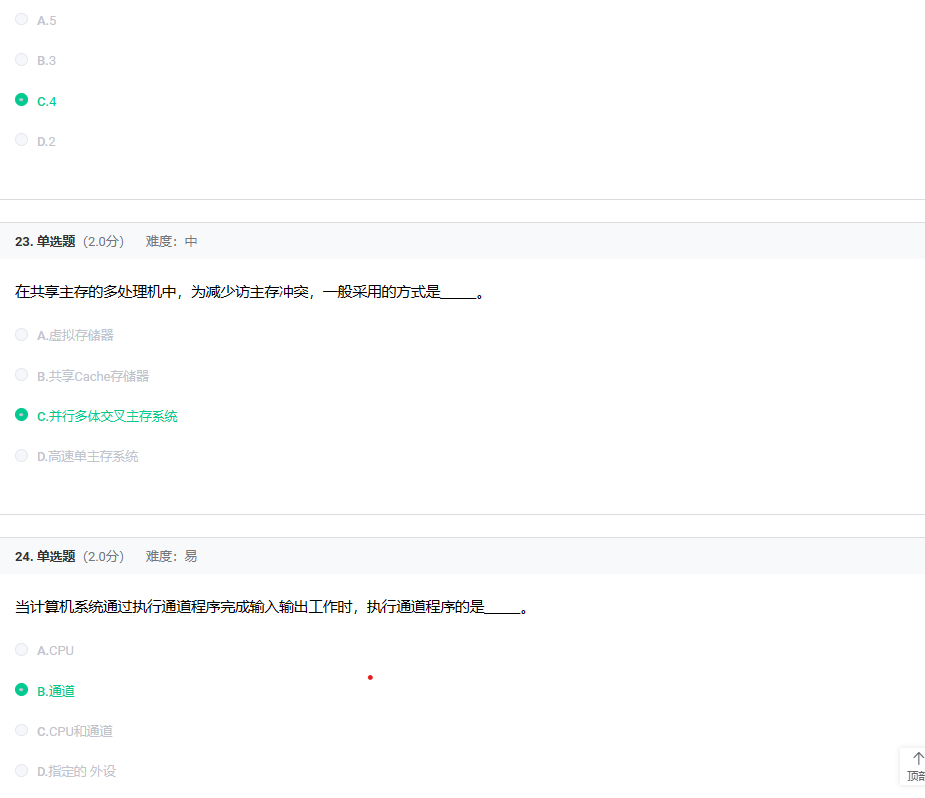 A.5
B.3
C.4
D.2
23. 单选题（2.0分） 难度：中
在共享主存的多处理机中，为减少访主存冲突，一般采用的方式是_____。
A.虚拟存储器
B.共享Cache存储器
C.并行多体交叉主存系统
D.高速单主存系统
24. 单选题（2.0分） 难度：易
当计算机系统通过执行通道程序完成输入输出工作时，执行通道程序的是_____。
A.CPU
B.通道
C.CPU和通道
D.指定的 外设
顶部